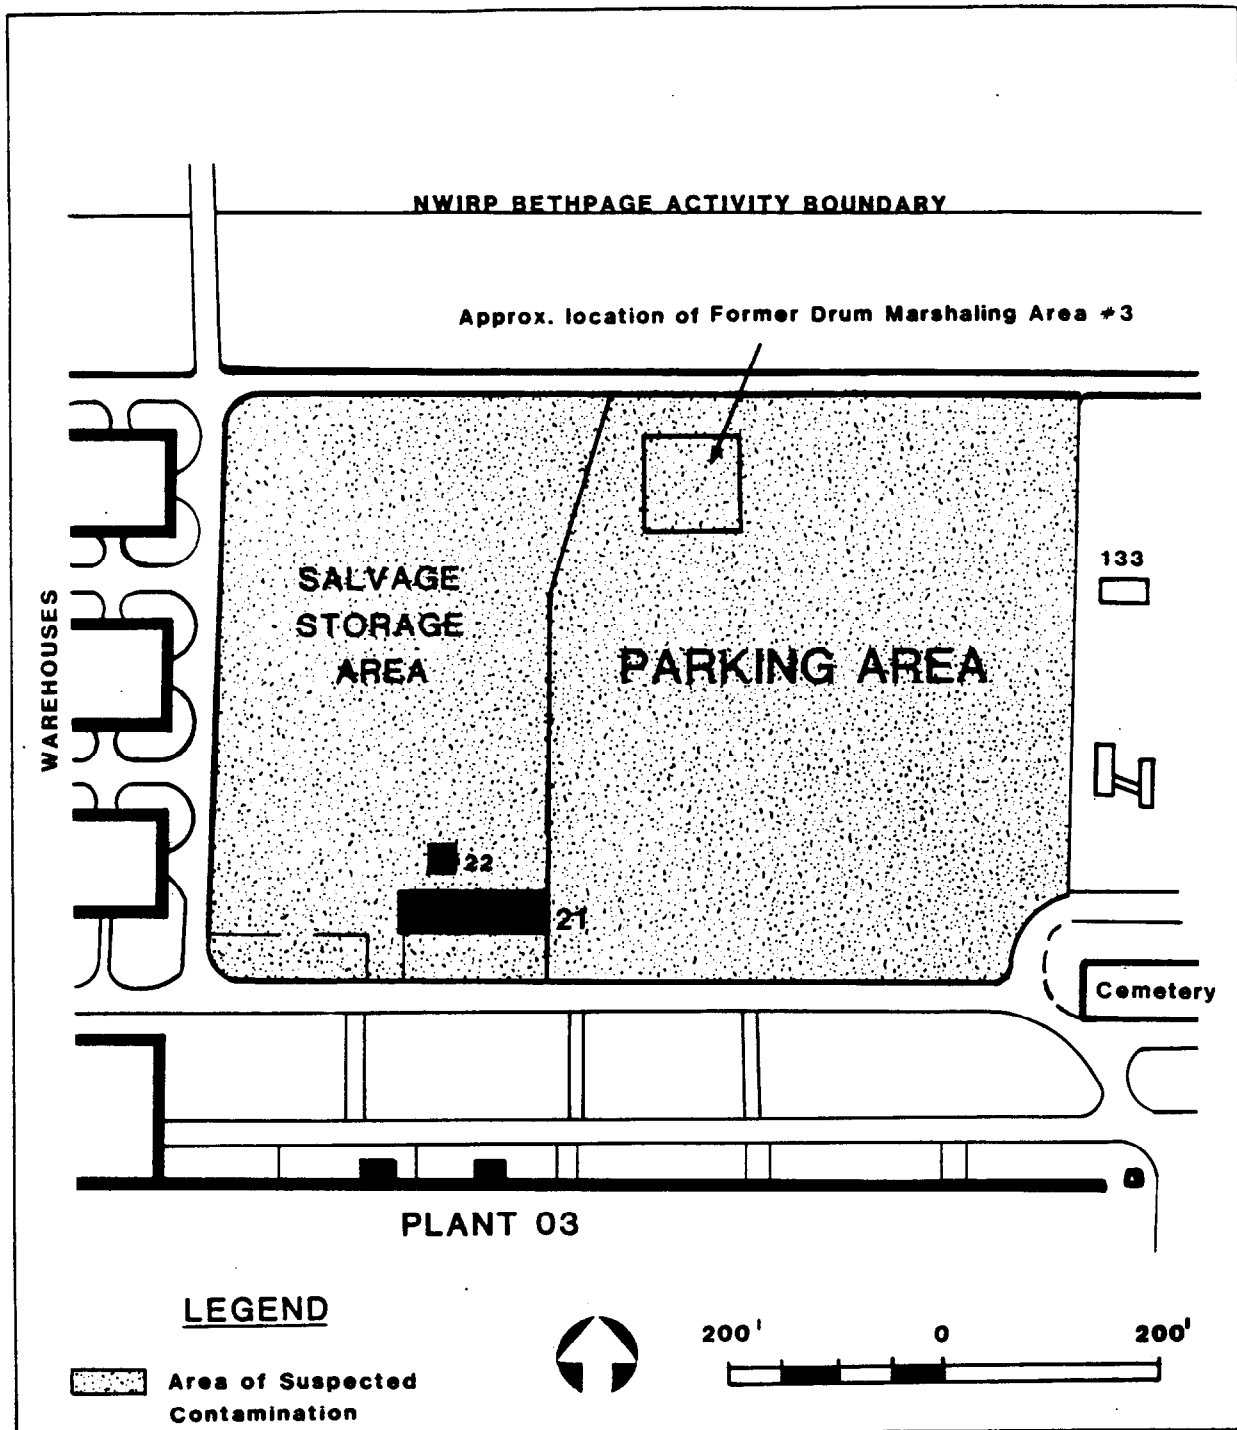 NWIRP BETHPAGE ACTIVITY BOUNDARY
Approx. location of Former Drum Marshaling Area #3
133
SALVAGE
STORAGE
AREA
WAREHOUSES
PARKING AREA
22
21
Cemetery
PLANT 03
LEGEND
200' 0 200'
Area of Suspected
Contamination